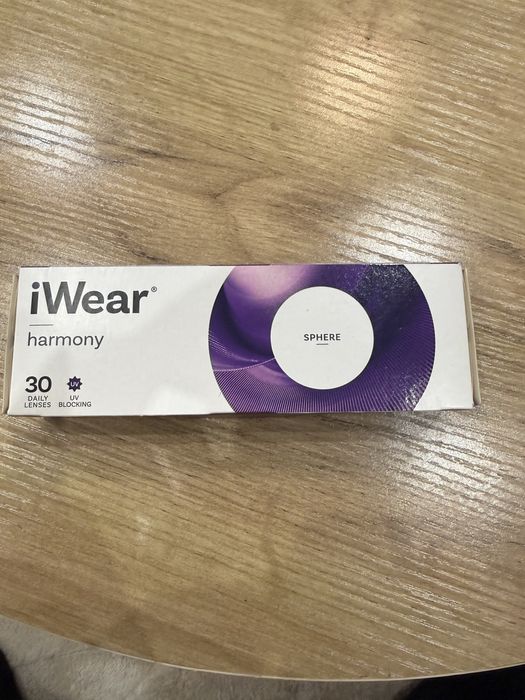 iWear®
harmony
30
DAILY
LENSES
UV
UV
BLOCKING
SPHERE